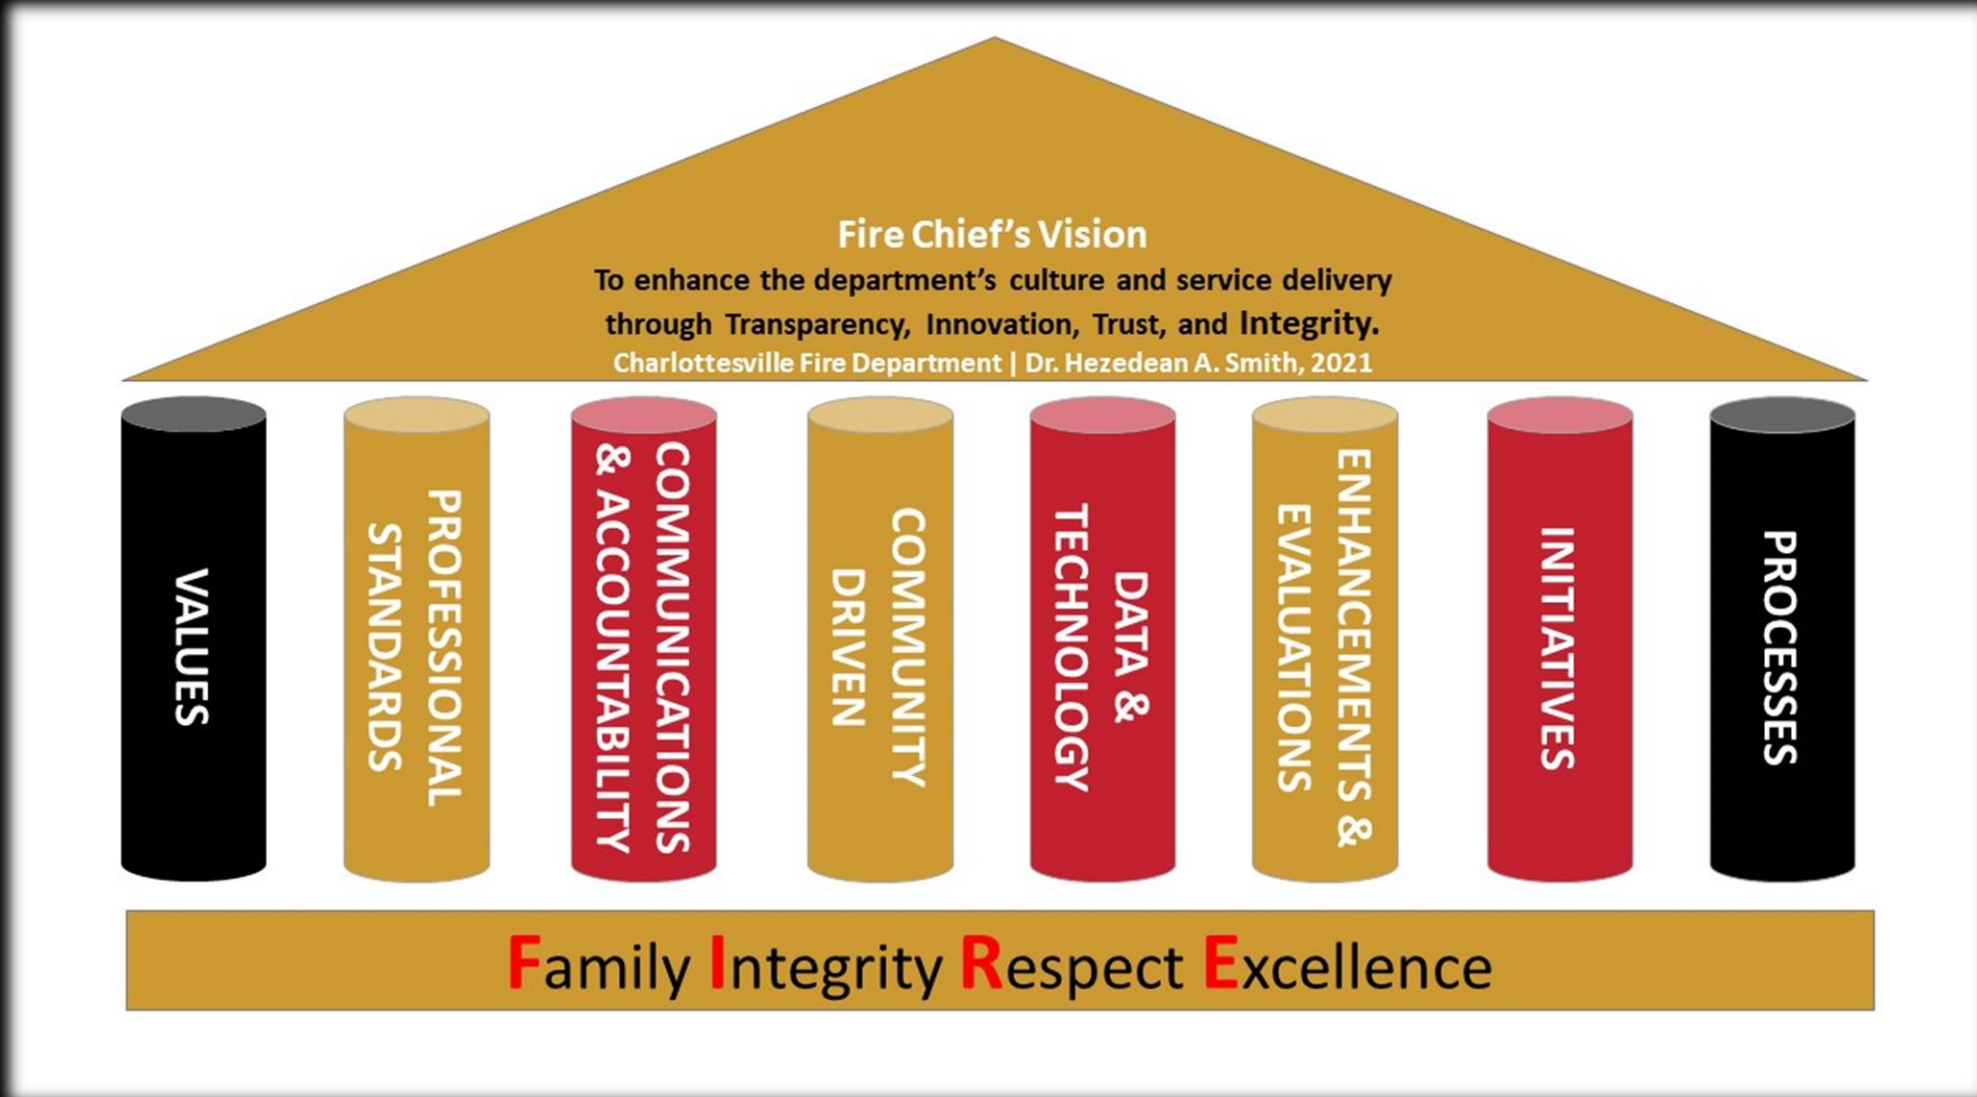 Fire Chief's Vision
To enhance the department's culture and service delivery
through Transparency, Innovation, Trust, and Integrity.
Charlottesville Fire Department | Dr. Hezedean A. Smith, 2021
VALUES
PROFESSIONAL
STANDARDS
COMMUNICATIONS
& ACCOUNTABILITY
COMMUNITY
DRIVEN
DATA &
TECHNOLOGY
ENHANCEMENTS &
EVALUATIONS
INITIATIVES
PROCESSES
Family Integrity Respect Excellence